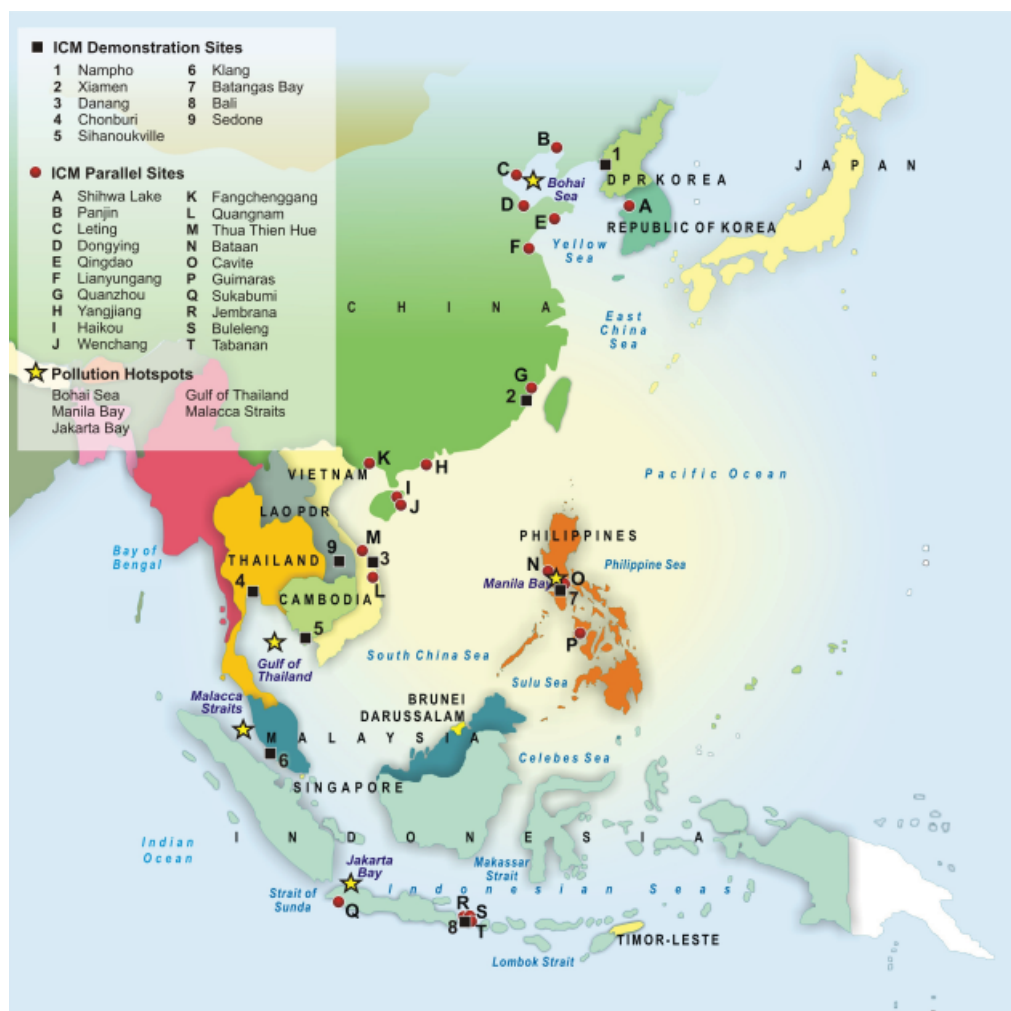 ICM Demonstration Sites
1 Nampho 6 Klang
2 Xiamen 7 Batangas Bay
3 Danang 8 Bali
4 Chonburi 9 Sedone
5 Sihanoukville
ICM Parallel Sites
A Shihwa Lake K Fangchenggang
B Panjin L Quangnam
C Leting M Thua Thien Hue
D Dongying N Bataan
E Qingdao O Cavite
F Lianyungang P Guimaras
G Quanzhou Q Sukabumi
H Yangjiang R Jembrana
I Haikou S Buleleng
J Wenchang T Tabanan
Pollution Hotspots
Bohai Sea Gulf of Thailand
Manila Bay Malacca Straits
Jakarta Bay
B
1
JAPAN
C
Bohai
Sea
DPR KOREA
D
A
E
REPUBLIC OF KOREA
F
Yellow
Sea
CHINA
East
China
Sea
G
2
K
H
VIETNAM
Pacific Ocean
I
J
LAO PDR
PHILIPPINES
M
Bay of
Bengal
THAILAND
9
3
N
Philippine Sea
4
Manila Bay
O
L
7
CAMBODIA
5
P
Gulf of
Thailand
South China Sea
Sulu Sea
Malacca
Straits
BRUNEI
DARUSSALAM
MALAYSIA
6
Celebes Sea
SINGAPORE
Indian
Ocean
INDONESIA
Jakarta
Bay
Makassar
Strait
Strait of
Sunda
Indonesian Seas
Q
R
S
8
T
TIMOR-LESTE
Lombok Strait